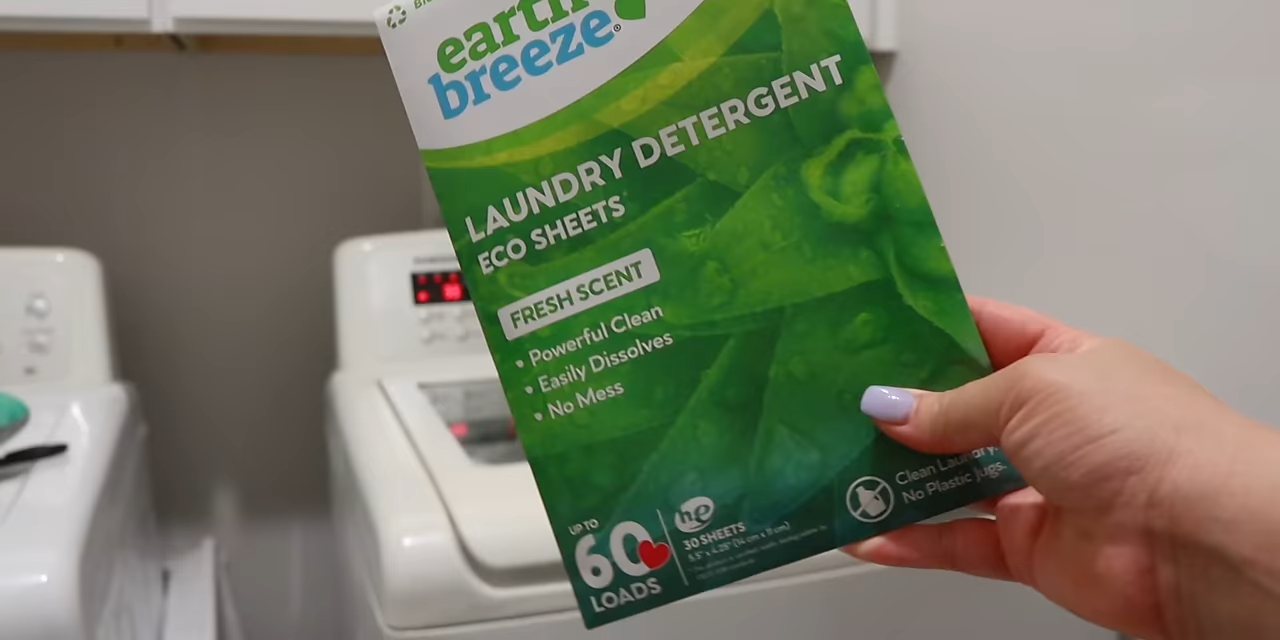 earth
breeze®
LAUNDRY DETERGENT
ECO SHEETS
FRESH SCENT
• Powerful Clean
• Easily Dissolves
• No Mess
UP TO
60
LOADS
he
30 SHEETS
Clean Laundry.
No Plastic Jugs.